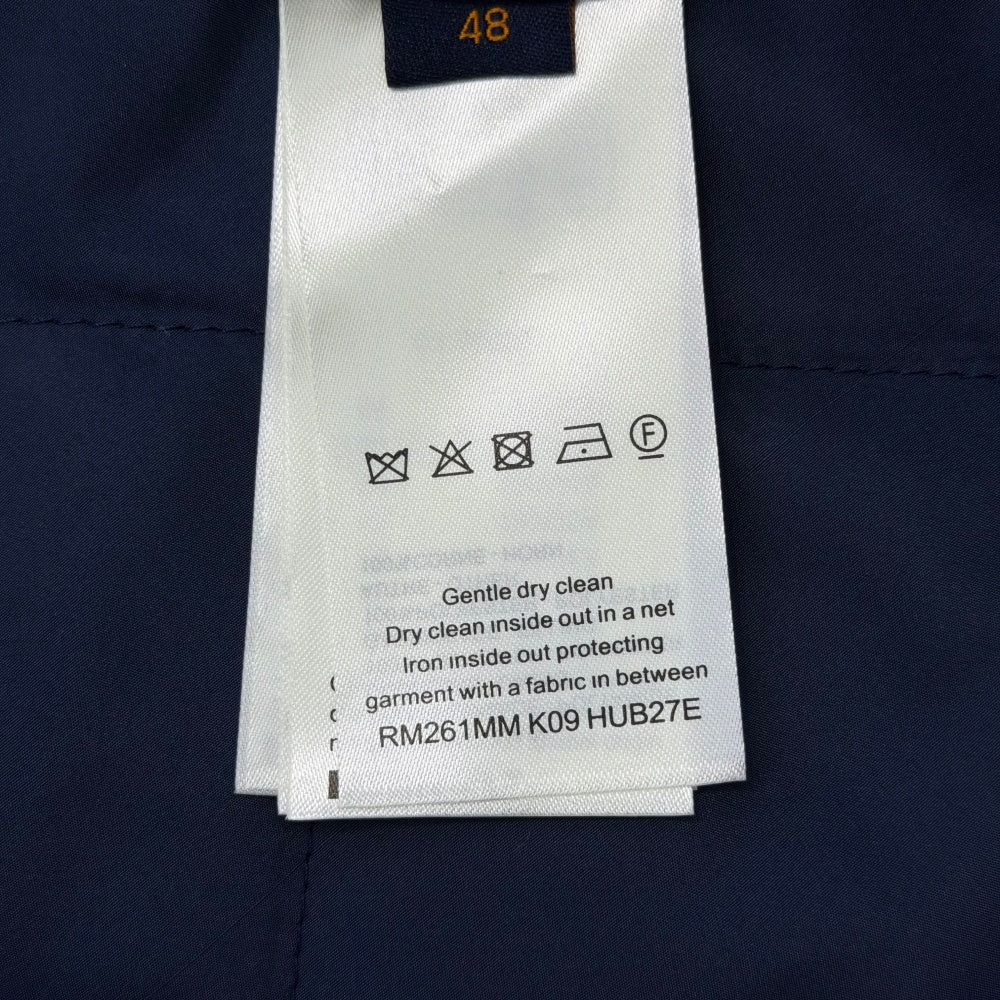 48
F
Gentle dry clean
Dry clean inside out in a net
Iron inside out protecting
garment with a fabric in between
RM261MM K09 HUB27E